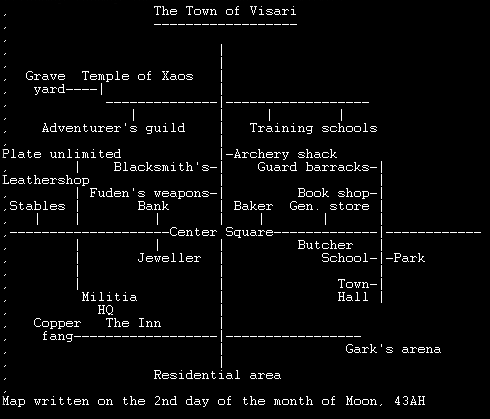 The Town of Visari
Grave Temple of Xaos
yard
Adventurer's guild Training schools
Plate unlimited Archery shack
Blacksmith's Guard barracks
Leathershop
Fuden's weapons Book shop
Stables Bank Baker Gen. store
Center Square
Butcher
Jeweller School Park
Town
Militia Hall
HQ
Copper The Inn
fang
Gark's arena
Residential area
Map written on the 2nd day of the month of Moon, 43AH